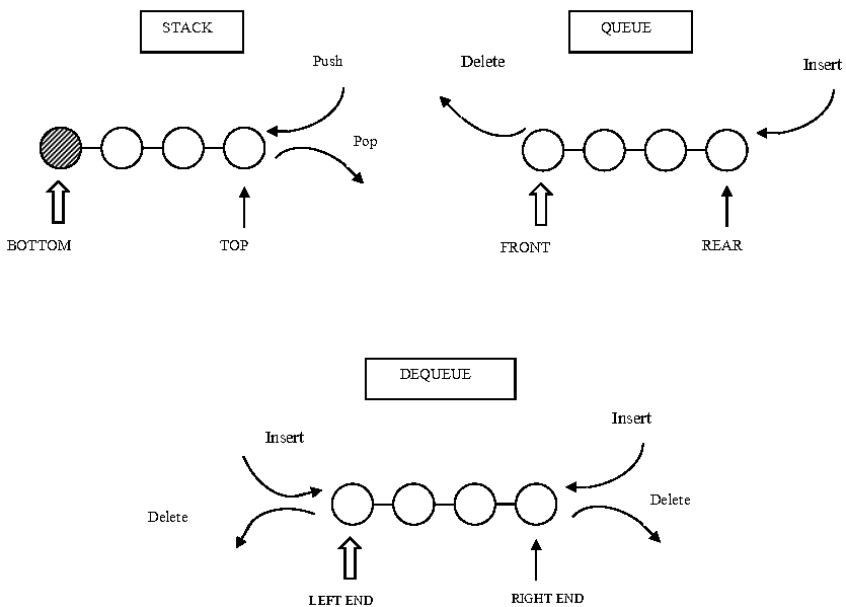 STACK
Push
Pop
BOTTOM
TOP
QUEUE
Delete
Insert
FRONT
REAR
DEQUEUE
Insert
Insert
Delete
Delete
LEFT END
RIGHT END